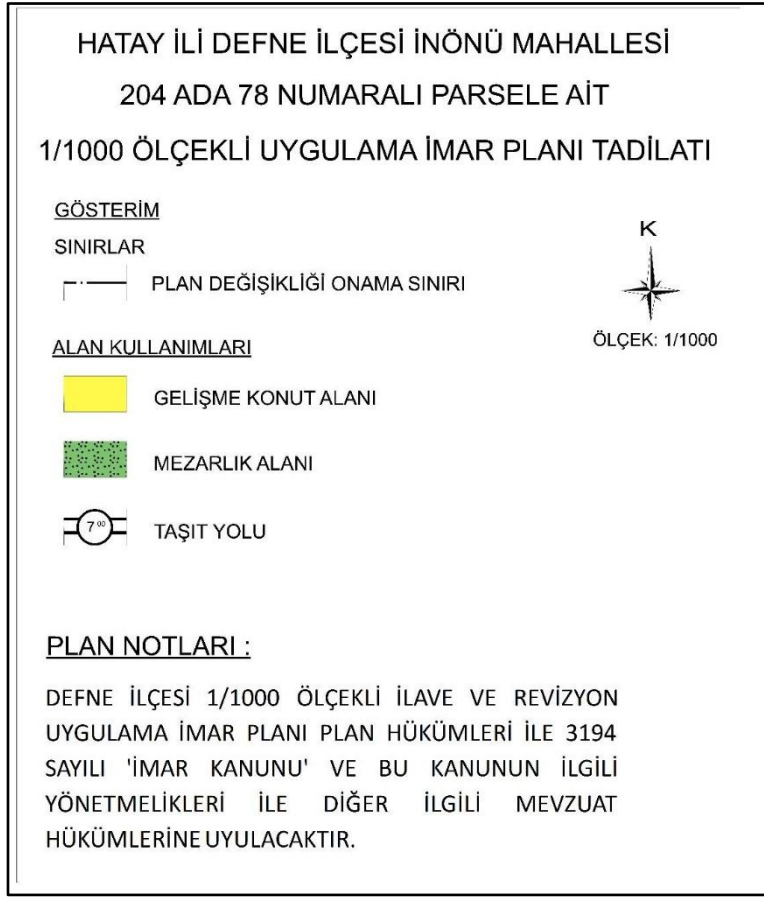 HATAY İLİ DEFNE İLÇESİ İNÖNÜ MAHALLESİ
204 ADA 78 NUMARALI PARSELE AİT
1/1000 ÖLÇEKLİ UYGULAMA İMAR PLANI TADİLATI
GÖSTERİM
SINIRLAR
PLAN DEĞİŞİKLİĞİ ONAMA SINIRI
K
ÖLÇEK: 1/1000
ALAN KULLANIMLARI
GELİŞME KONUT ALANI
MEZARLIK ALANI
7 00 TAŞIT YOLU
PLAN NOTLARI :
DEFNE İLÇESİ 1/1000 ÖLÇEKLİ İLAVE VE REVİZYON
UYGULAMA İMAR PLANI PLAN HÜKÜMLERİ İLE 3194
SAYILI 'İMAR KANUNU' VE BU KANUNUN İLGİLİ
YÖNETMELİKLERİ İLE DİĞER İLGİLİ MEVZUAT
HÜKÜMLERİNE UYULACAKTIR.